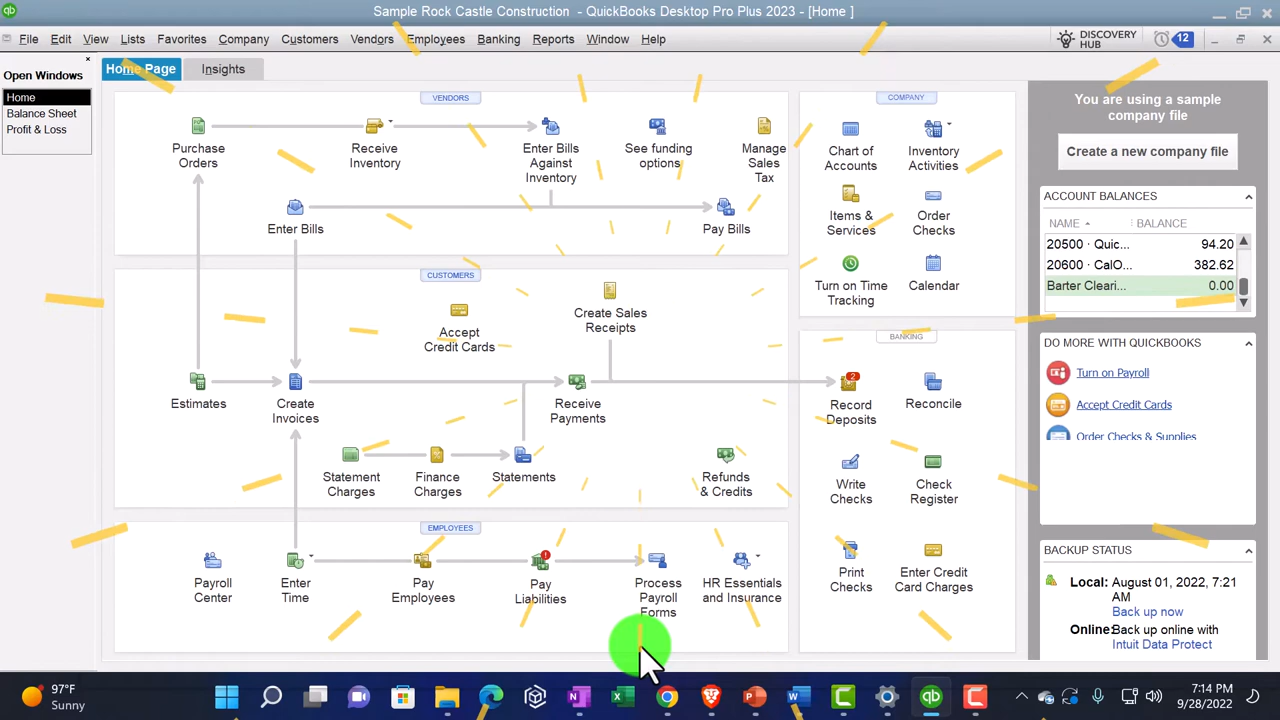 Sample Rock Castle Construction - QuickBooks Desktop Pro Plus 2023 - [Home ]
File Edit View Lists Favorites Company Customers Vendors Employees Banking Reports Window Help
DISCOVERY
HUB
12
Open Windows
Home
Balance Sheet
Profit & Loss
Home Page
Insights
VENDORS
Purchase
Orders
Receive
Inventory
Enter Bills
Against
Inventory
See funding
options
Manage
Sales
Tax
Enter Bills
Pay Bills
CUSTOMERS
Accept
Credit Cards
Create Sales
Receipts
Estimates
Create
Invoices
Receive
Payments
Statement
Charges
Finance
Charges
Statements
Refunds
& Credits
EMPLOYEES
Payroll
Center
Enter
Time
Pay
Employees
Pay
Liabilities
Process
Payroll
Forms
HR Essentials
and Insurance
COMPANY
Chart of
Accounts
Inventory
Activities
Items &
Services
Order
Checks
Turn on Time
Tracking
Calendar
BANKING
2
Record
Deposits
Reconcile
Write
Checks
Check
Register
Print
Checks
Enter Credit
Card Charges
You are using a sample
company file
Create a new company file
ACCOUNT BALANCES
NAME BALANCE
20500 · Quic... 94.20
20600 · CalO... 382.62
Barter Cleari... 0.00
DO MORE WITH QUICKBOOKS
Turn on Payroll
Accept Credit Cards
Order Checks & Supplies
BACKUP STATUS
Local: August 01, 2022, 7:21
AM
Back up now
Online: Back up online with
Intuit Data Protect
97°F
Sunny
7:14 PM
9/28/2022